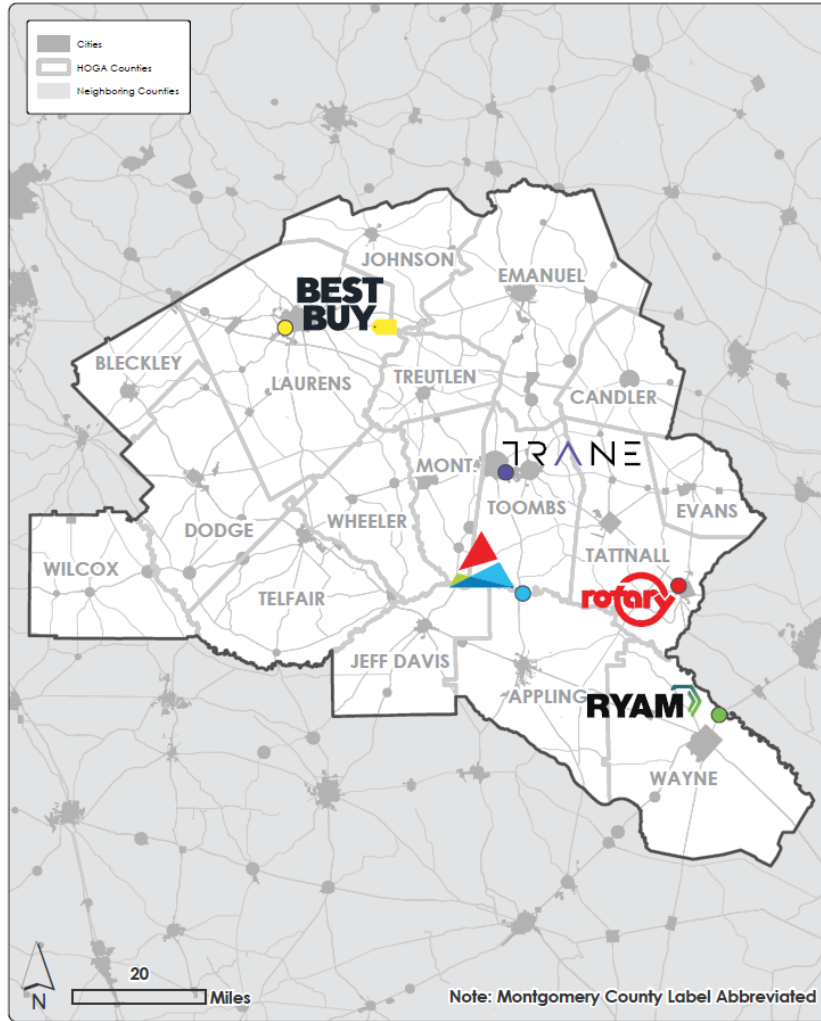 Cities
HOGA Counties
Neighboring Counties
JOHNSON
EMANUEL
BEST
BUY
BLECKLEY
LAURENS
TREUTLEN
CANDLER
TRANE
MONT.
TOOMBS
EVANS
DODGE
WHEELER
TATTNALL
WILCOX
TELFAIR
rotary
JEFF DAVIS
APPLING
RYAM
WAYNE
20
Miles
N
Note: Montgomery County Label Abbreviated